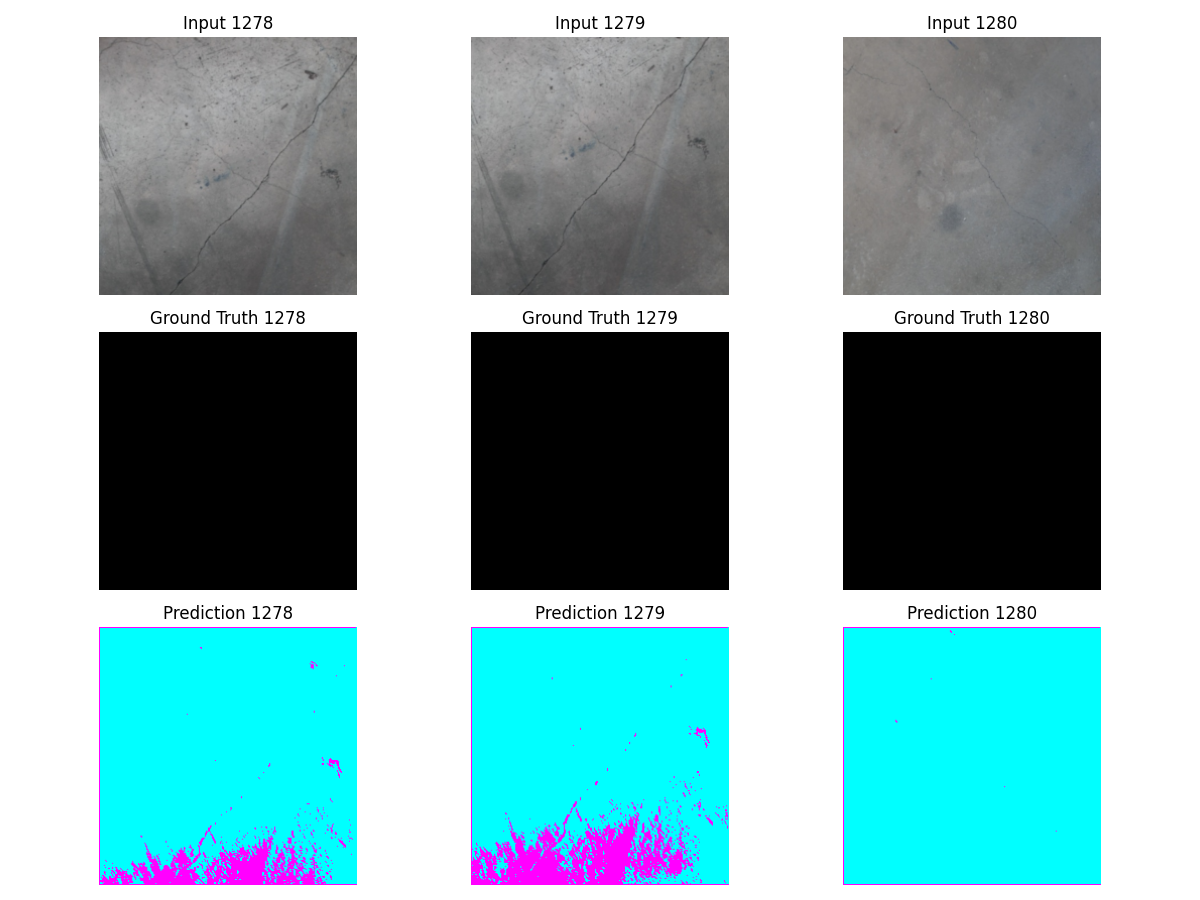 Input 1278
Input 1279
Input 1280
Ground Truth 1278
Ground Truth 1279
Ground Truth 1280
Prediction 1278
Prediction 1279
Prediction 1280